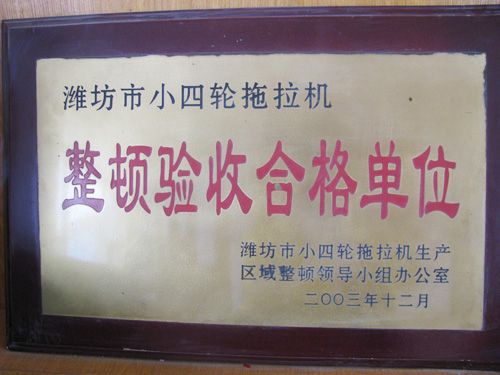 潍坊市小四轮拖拉机
整顿验收合格单位
潍坊市小四轮拖拉机生产
区域整顿领导小组办公室
二〇〇三年十二月